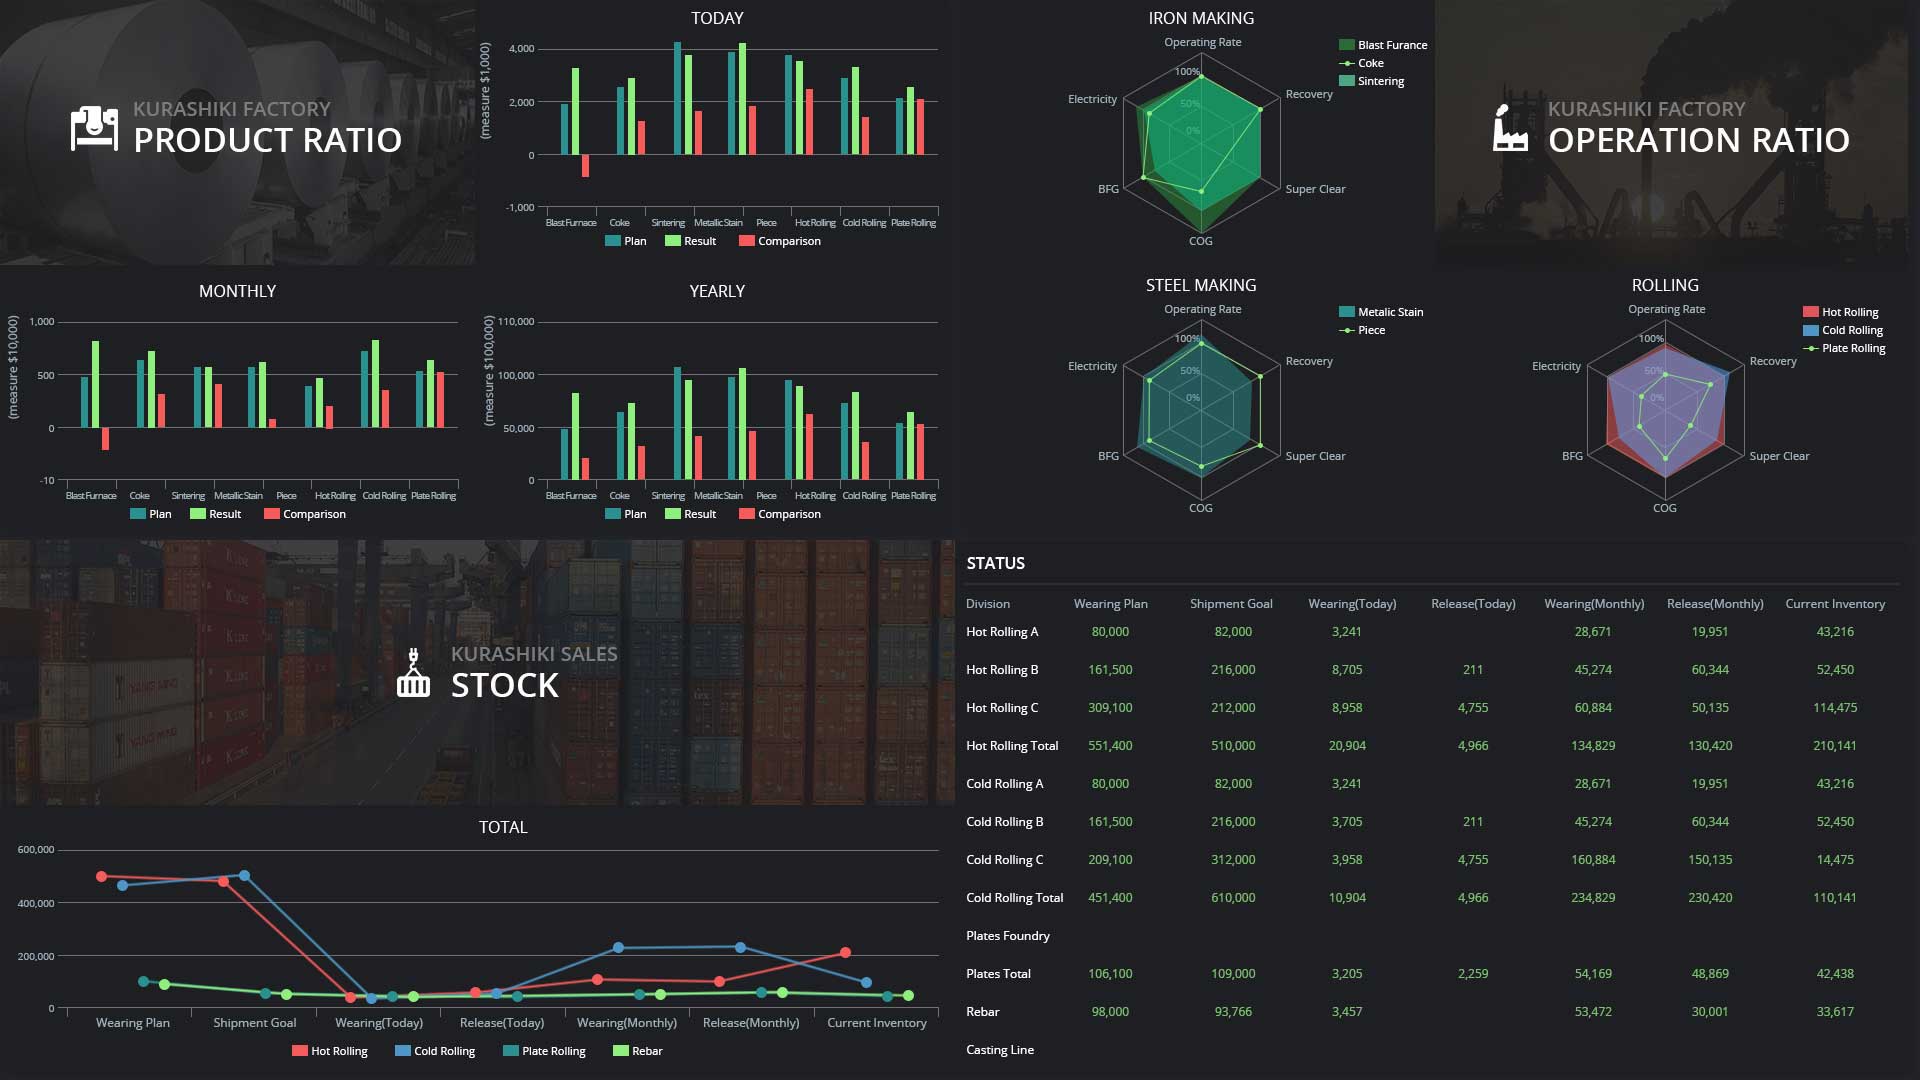 KURASHIKI FACTORY
PRODUCT RATIO
TODAY
(measure $1,000)
4,000
2,000
0
-1,000
Blast Furnace Coke Sintering Metallic Stain Piece Hot Rolling Cold Rolling Plate Rolling
Plan Result Comparison
IRON MAKING
Operating Rate
Recovery
Super Clear
COG
BFG
Electricity
100%
50%
0%
Blast Furance
Coke
Sintering
KURASHIKI FACTORY
OPERATION RATIO
MONTHLY
(measure $10,000)
1,000
500
0
-10
Blast Furnace Coke Sintering Metallic Stain Piece Hot Rolling Cold Rolling Plate Rolling
Plan Result Comparison
YEARLY
(measure $100,000)
110,000
100,000
50,000
0
Blast Furnace Coke Sintering Metallic Stain Piece Hot Rolling Cold Rolling Plate Rolling
Plan Result Comparison
STEEL MAKING
Operating Rate
Recovery
Super Clear
COG
BFG
Electricity
100%
50%
0%
Metalic Stain
Piece
ROLLING
Operating Rate
Recovery
Super Clear
COG
BFG
Electricity
100%
50%
0%
Hot Rolling
Cold Rolling
Plate Rolling
KURASHIKI SALES
STOCK
YANG MING
YANG MING
K LINE
K LINE
K LINE
K LINE
K LINE
TOTAL
600,000
400,000
200,000
0
Wearing Plan Shipment Goal Wearing(Today) Release(Today) Wearing(Monthly) Release(Monthly) Current Inventory
Hot Rolling Cold Rolling Plate Rolling Rebar
STATUS
Division Wearing Plan Shipment Goal Wearing(Today) Release(Today) Wearing(Monthly) Release(Monthly) Current Inventory
Hot Rolling A 80,000 82,000 3,241 28,671 19,951 43,216
Hot Rolling B 161,500 216,000 8,705 211 45,274 60,344 52,450
Hot Rolling C 309,100 212,000 8,958 4,755 60,884 50,135 114,475
Hot Rolling Total 551,400 510,000 20,904 4,966 134,829 130,420 210,141
Cold Rolling A 80,000 82,000 3,241 28,671 19,951 43,216
Cold Rolling B 161,500 216,000 3,705 211 45,274 60,344 52,450
Cold Rolling C 209,100 312,000 3,958 4,755 160,884 150,135 14,475
Cold Rolling Total 451,400 610,000 10,904 4,966 234,829 230,420 110,141
Plates Foundry
Plates Total 106,100 109,000 3,205 2,259 54,169 48,869 42,438
Rebar 98,000 93,766 3,457 53,472 30,001 33,617
Casting Line